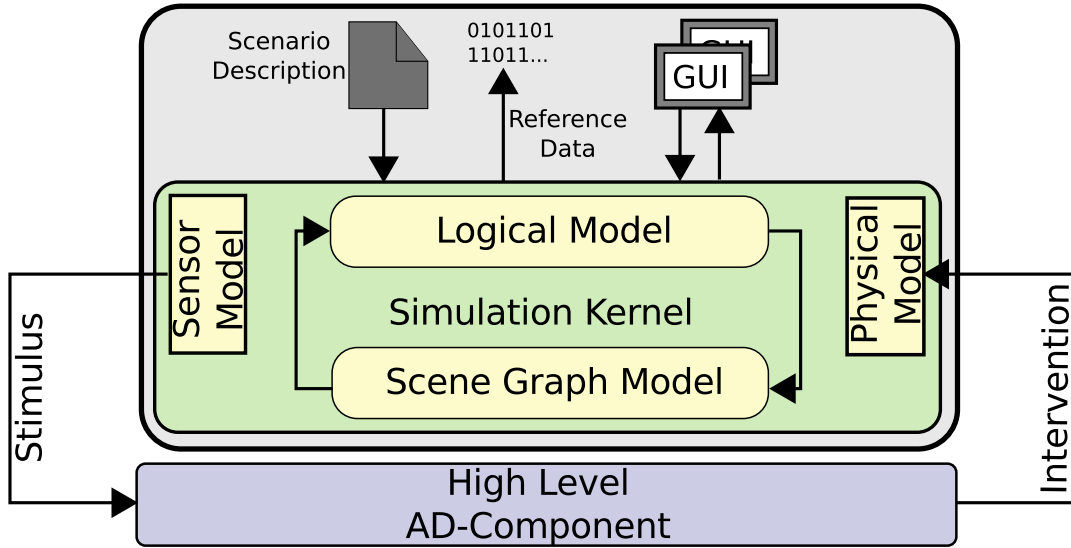 Scenario
Description
0101101
11011...
Reference
Data
GUI
GUI
Sensor
Model
Logical Model
Simulation Kernel
Scene Graph Model
Physical
Model
Stimulus
Intervention
High Level
AD-Component